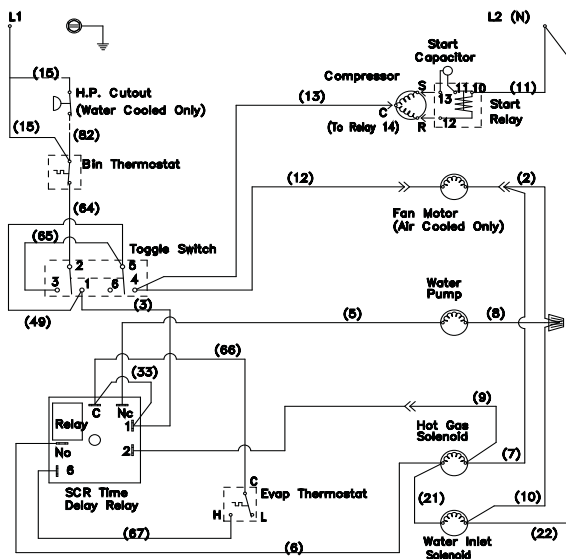 L1
L2 (N)
Start
Capacitor
(15)
H.P. Cutout
(Water Cooled Only)
Compressor
(13)
S
C
R
13
11
10
12
(11)
Start
Relay
(To Relay 14)
(15)
(82)
Bin Thermostat
(64)
(12)
(2)
Fan Motor
(Air Cooled Only)
(65)
Toggle Switch
2
5
3
1
6
4
(49)
(3)
Water
Pump
(5)
(8)
(66)
(33)
Relay
C
Nc
1
No
2
6
(9)
Hot Gas
Solenoid
(7)
SCR Time
Delay Relay
C
Evap Thermostat
H
L
(21)
(10)
(67)
(6)
(22)
Water Inlet
Solenoid